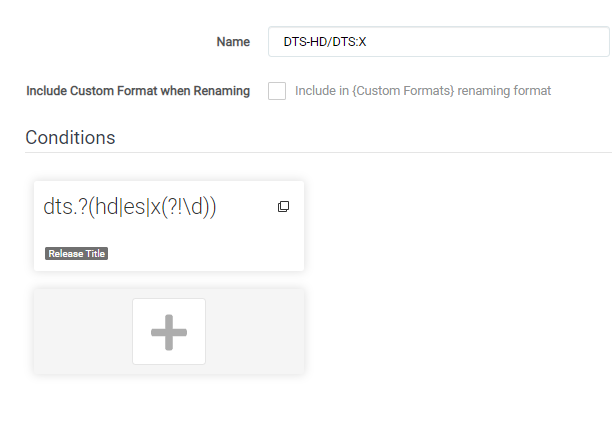 Name DTS-HD/DTS:X
Include Custom Format when Renaming Include in {Custom Formats} renaming format
Conditions
dts.?(hd|es|x(?!\d))
Release Title